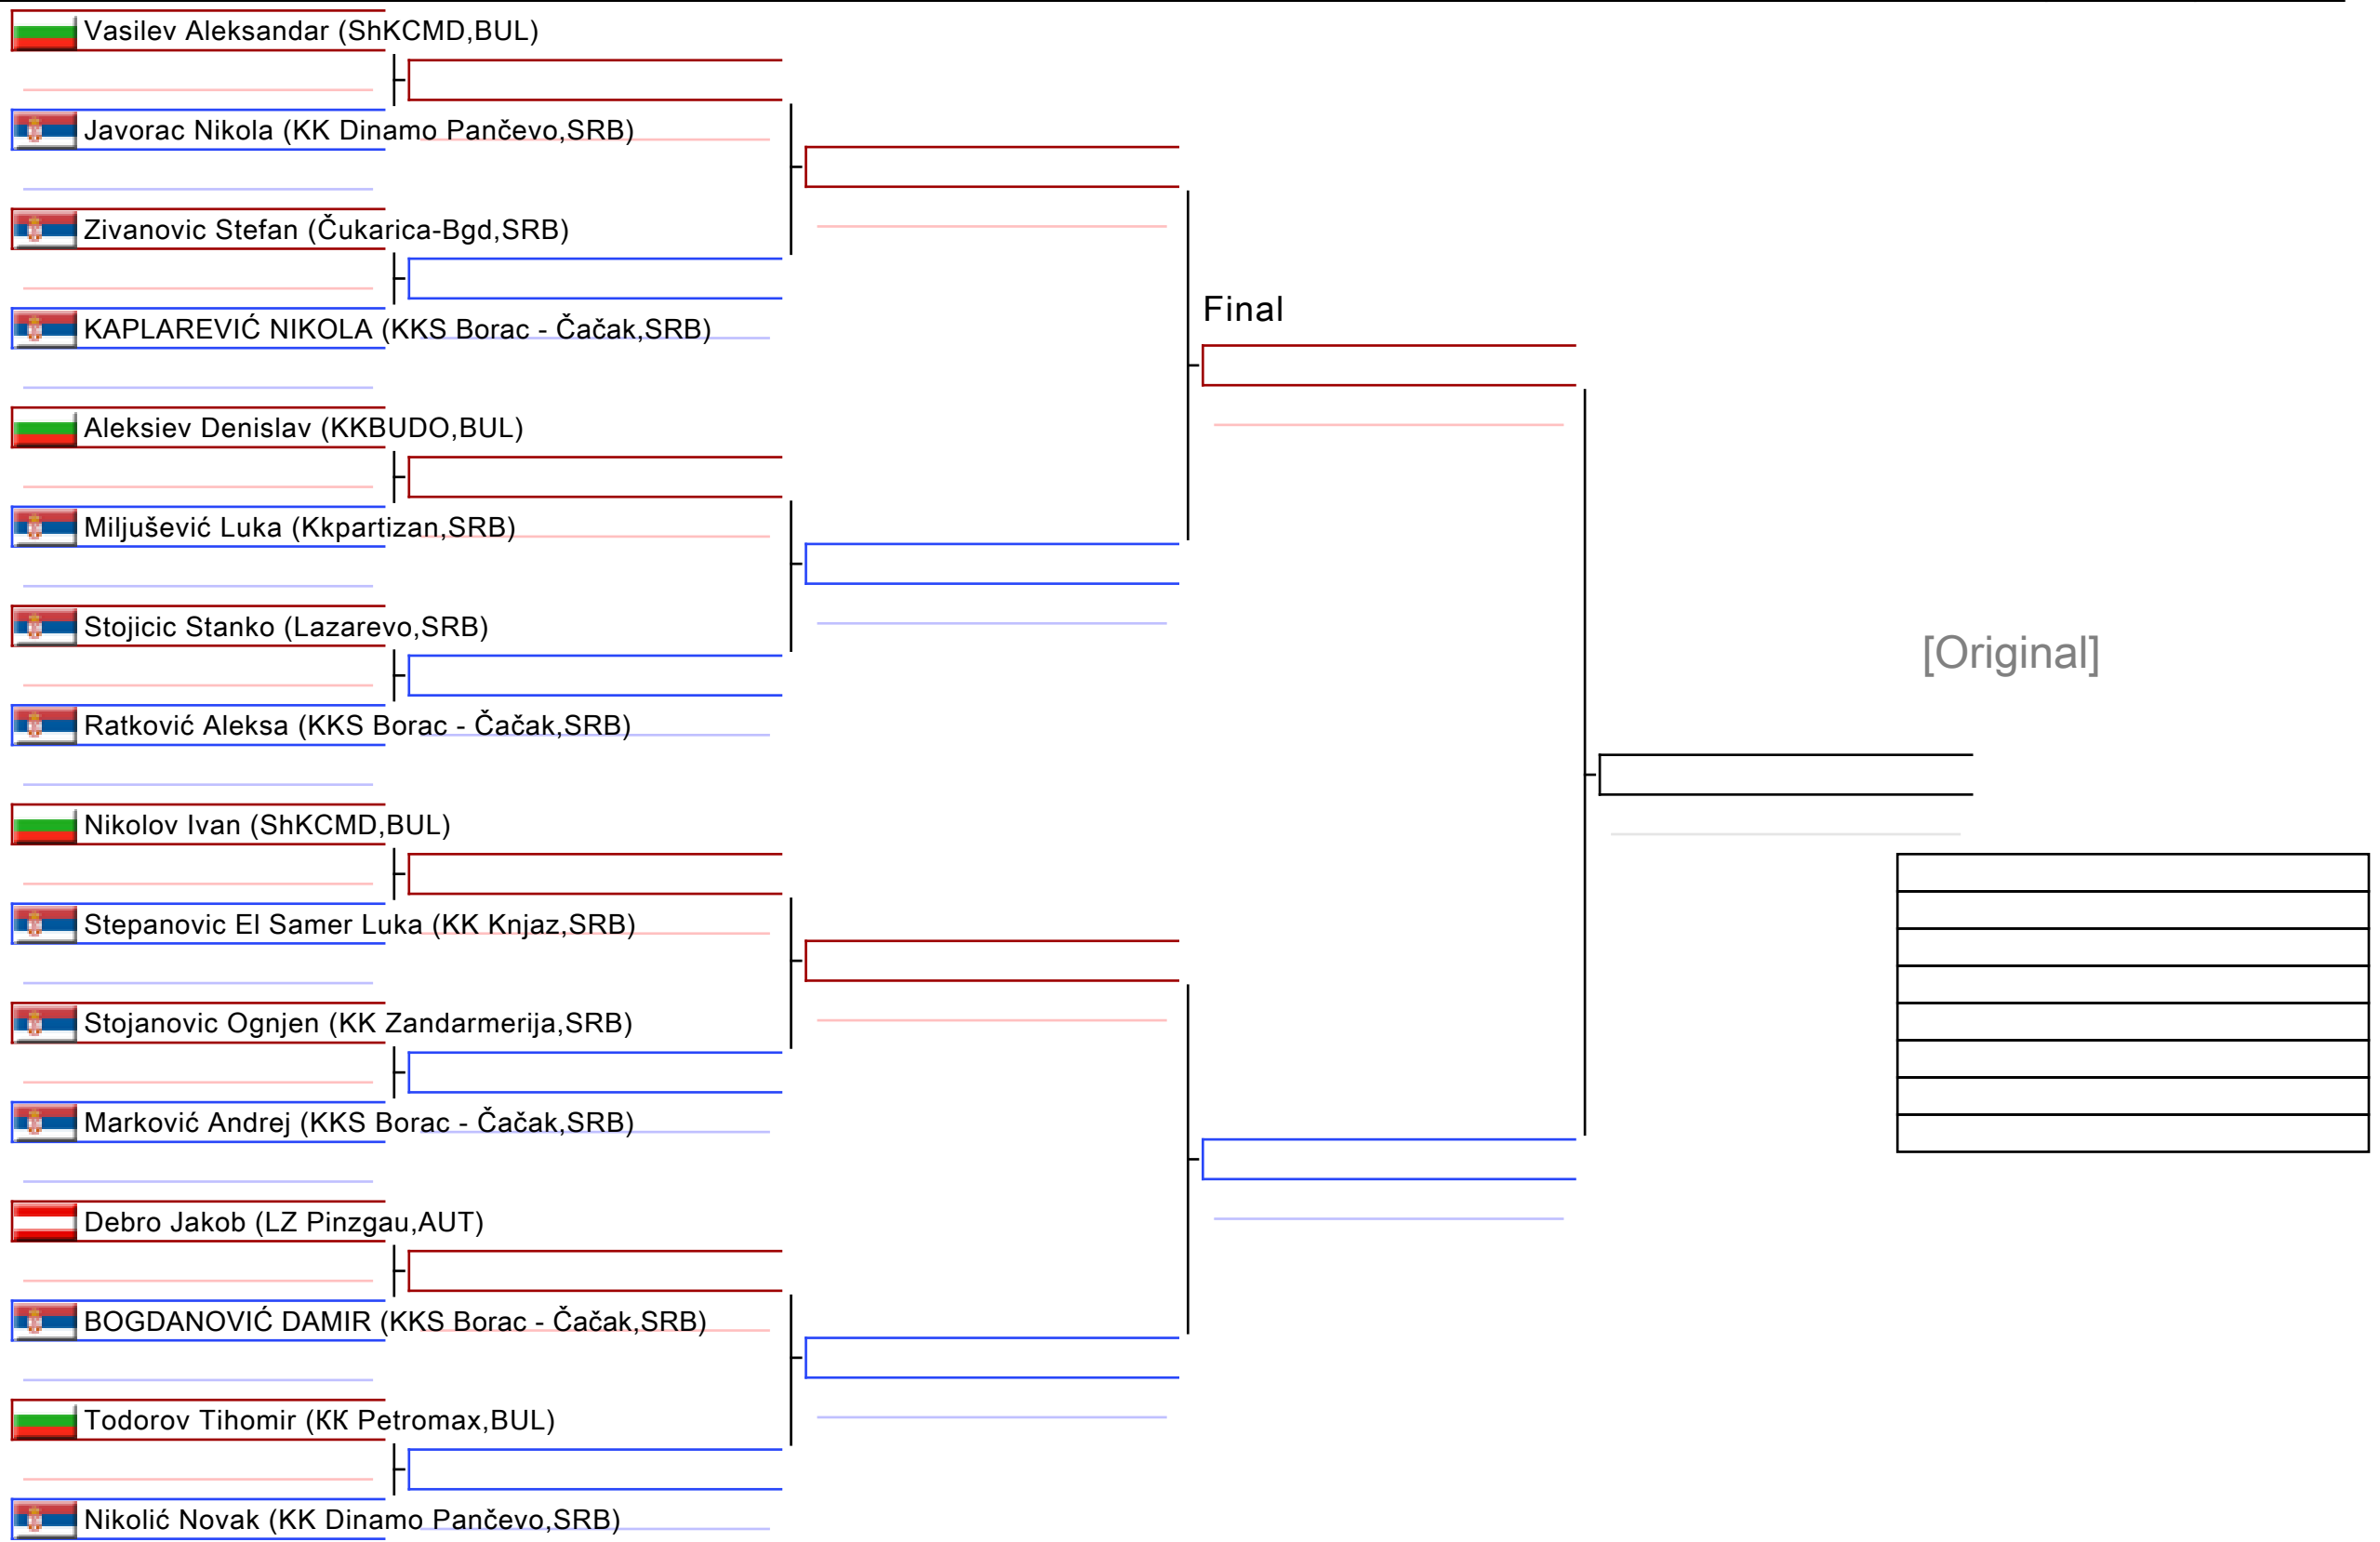 Vasilev Aleksandar (ShKCMD,BUL)
Javorac Nikola (KK Dinamo Pančevo,SRB)
Zivanovic Stefan (Čukarica-Bgd,SRB)
Final
KAPLAREVIĆ NIKOLA (KKS Borac - Čačak,SRB)
Aleksiev Denislav (KKBUDO,BUL)
Miljušević Luka (Kkpartizan,SRB)
Stojicic Stanko (Lazarevo,SRB)
[Original]
Ratković Aleksa (KKS Borac - Čačak,SRB)
Nikolov Ivan (ShKCMD,BUL)
Stepanovic El Samer Luka (KK Knjaz,SRB)
Stojanovic Ognjen (KK Zandarmerija,SRB)
Marković Andrej (KKS Borac - Čačak,SRB)
Debro Jakob (LZ Pinzgau,AUT)
BOGDANOVIĆ DAMIR (KKS Borac - Čačak,SRB)
Todorov Tihomir (КК Petromax,BUL)
Nikolić Novak (KK Dinamo Pančevo,SRB)